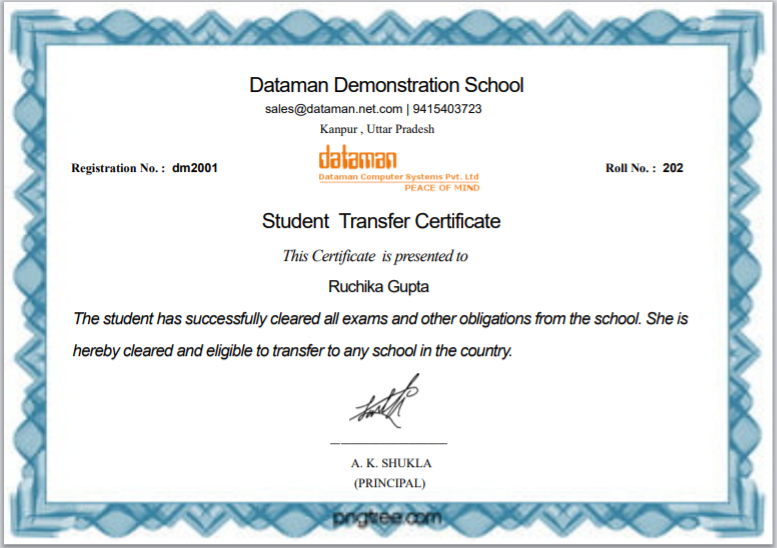 Dataman Demonstration School
sales@dataman.net.com | 9415403723
Kanpur , Uttar Pradesh
Registration No. : dm2001
dataman
Dataman Computer Systems Pvt. Ltd
PEACE OF MIND
Roll No. : 202
Student Transfer Certificate
This Certificate is presented to
Ruchika Gupta
The student has successfully cleared all exams and other obligations from the school. She is
hereby cleared and eligible to transfer to any school in the country.
A. K. SHUKLA
(PRINCIPAL)
pngtree.com